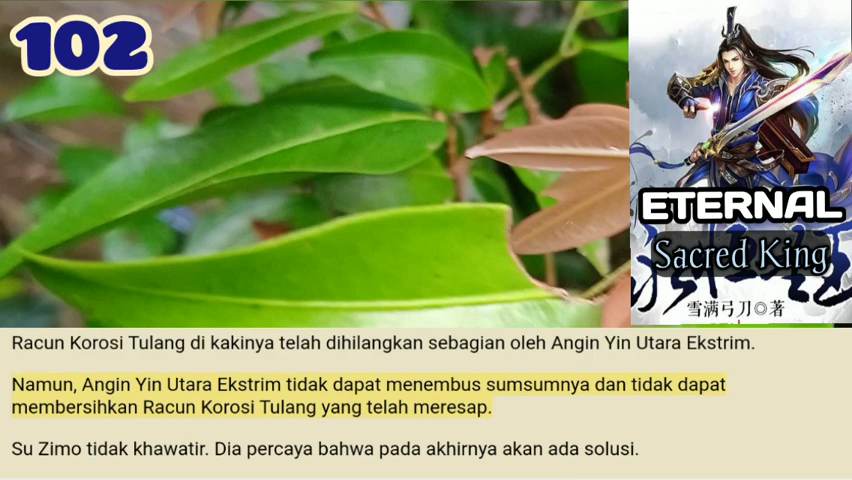 102
ETERNAL
Sacred King
雪满弓刀◎著
Racun Korosi Tulang di kakinya telah dihilangkan sebagian oleh Angin Yin Utara Ekstrim.
Namun, Angin Yin Utara Ekstrim tidak dapat menembus sumsumnya dan tidak dapat
membersihkan Racun Korosi Tulang yang telah meresap.
Su Zimo tidak khawatir. Dia percaya bahwa pada akhirnya akan ada solusi.